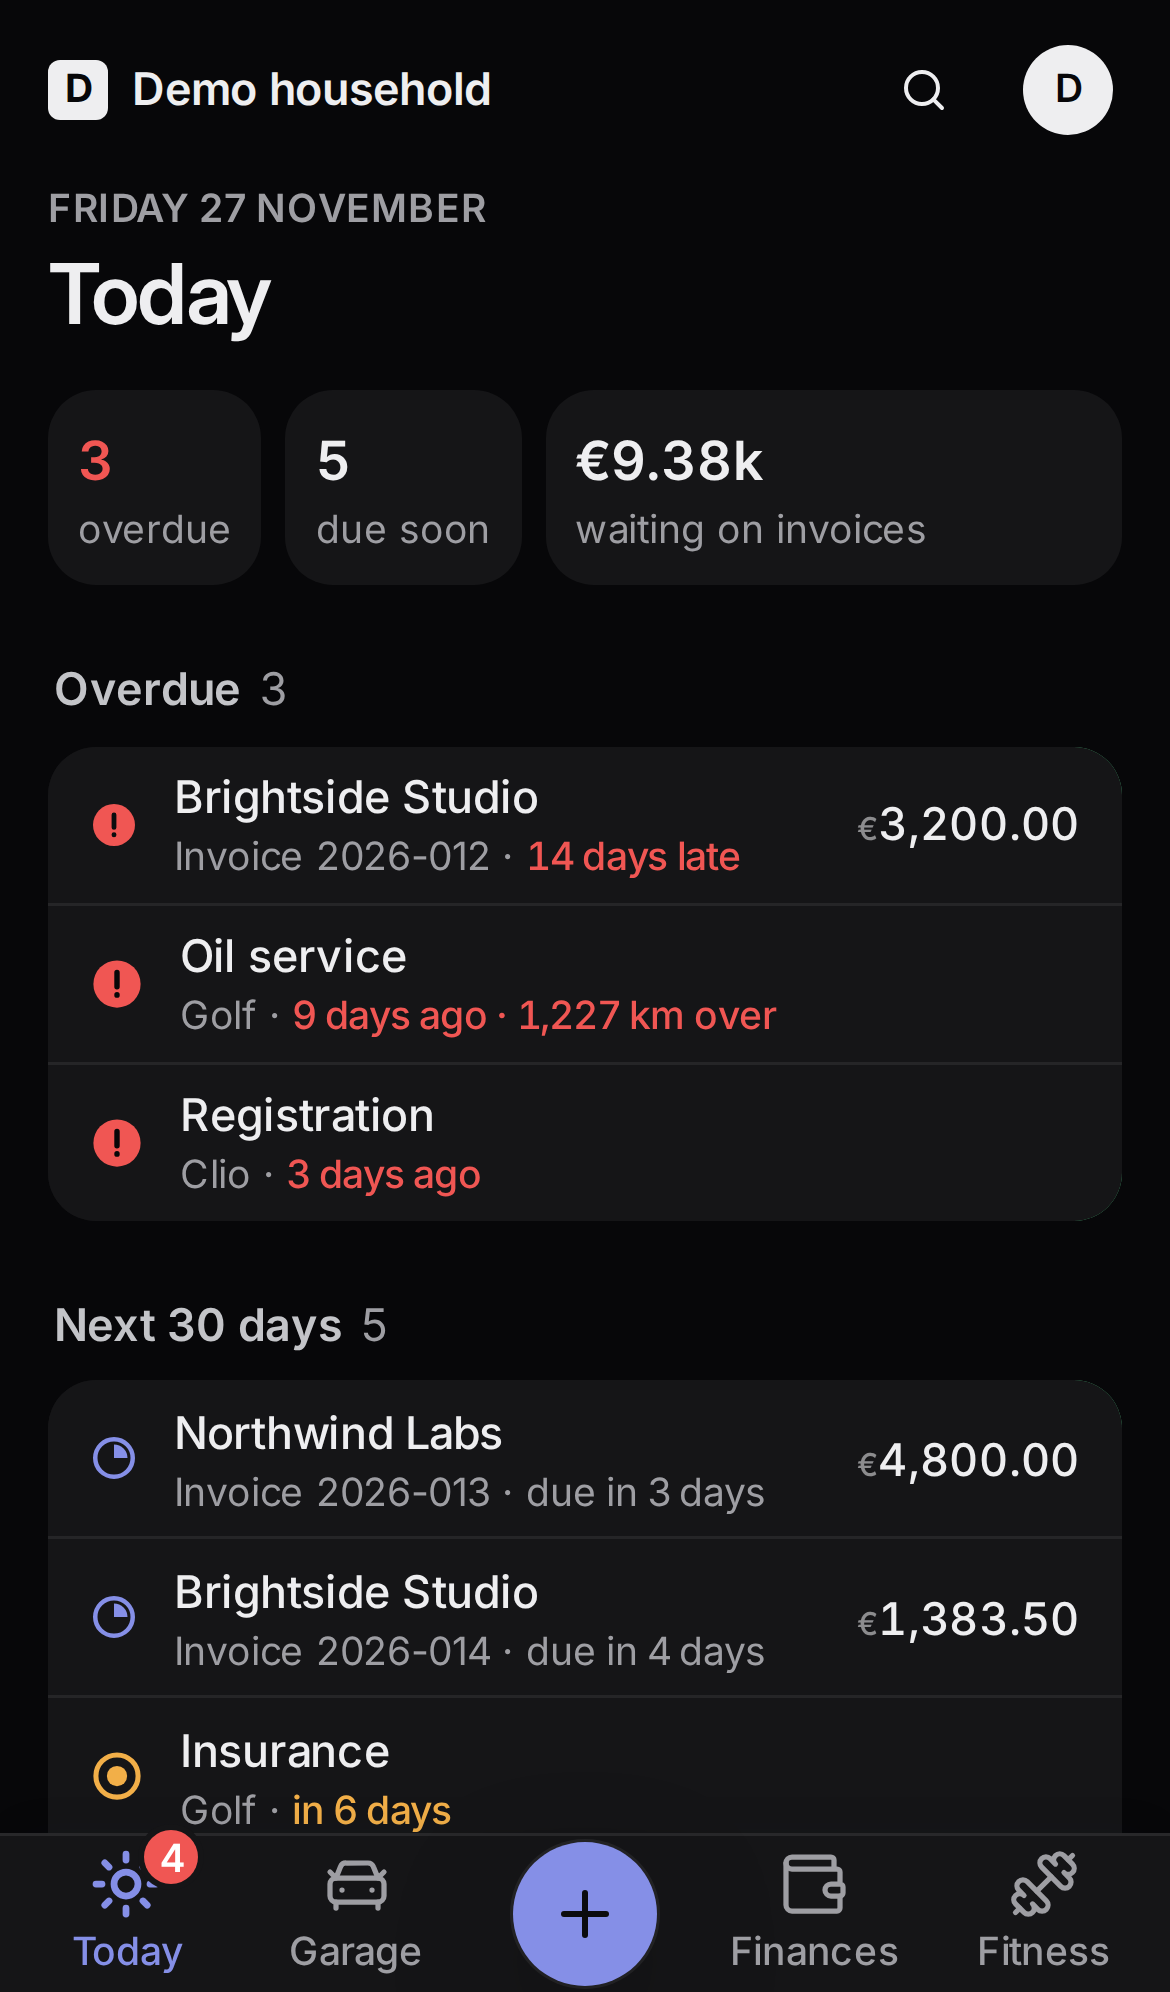 D Demo household D
FRIDAY 27 NOVEMBER
Today
3 5 €9.38k
overdue due soon waiting on invoices
Overdue 3
Brightside Studio
Invoice 2026-012 · 14 days late
€3,200.00
Oil service
Golf · 9 days ago · 1,227 km over
Registration
Clio · 3 days ago
Next 30 days 5
Northwind Labs
Invoice 2026-013 · due in 3 days
€4,800.00
Brightside Studio
Invoice 2026-014 · due in 4 days
€1,383.50
Insurance
Golf · in 6 days
4
Today Garage Finances Fitness